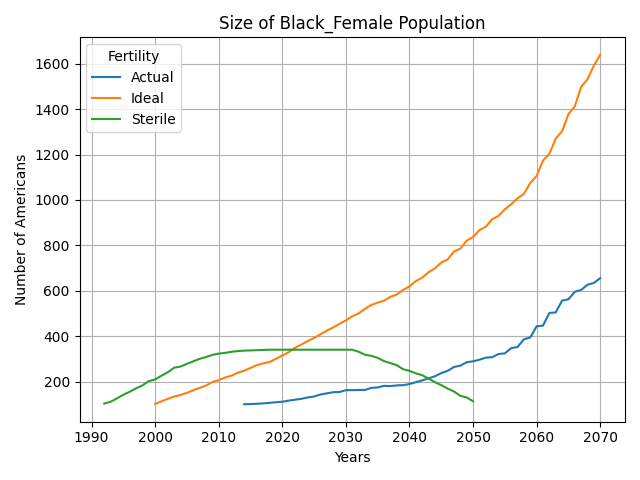 Size of Black_Female Population
Fertility
Actual
Ideal
Sterile
Number of Americans
1600
1400
1200
1000
800
600
400
200
1990 2000 2010 2020 2030 2040 2050 2060 2070
Years